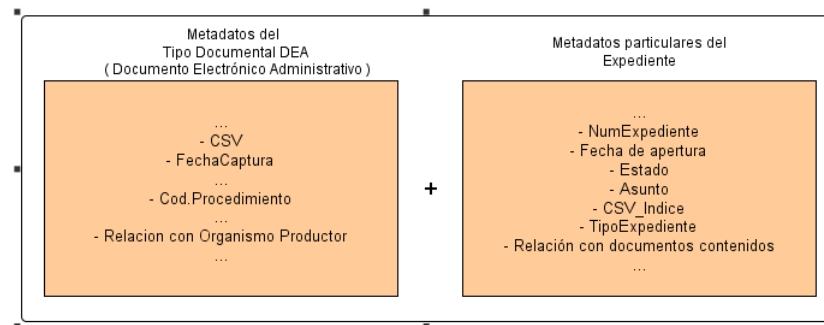 Metadatos del
Tipo Documental DEA
( Documento Electrónico Administrativo )
...
- CSV
- FechaCaptura
...
- Cod.Procedimiento
...
- Relacion con Organismo Productor
...
+
Metadatos particulares del
Expediente
...
- NumExpediente
- Fecha de apertura
- Estado
- Asunto
- CSV_Indice
- TipoExpediente
- Relación con documentos contenidos
...